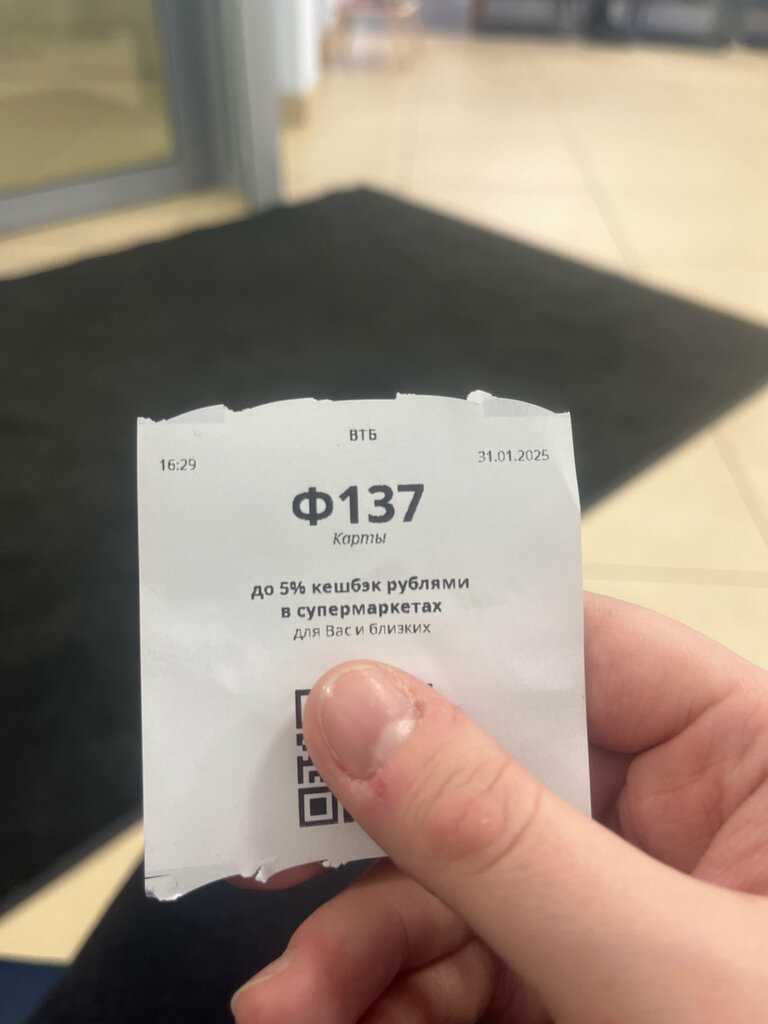 ВТБ
16:29 31.01.2025
Ф137
Карты
до 5% кешбэк рублями
в супермаркетах
для Вас и близких